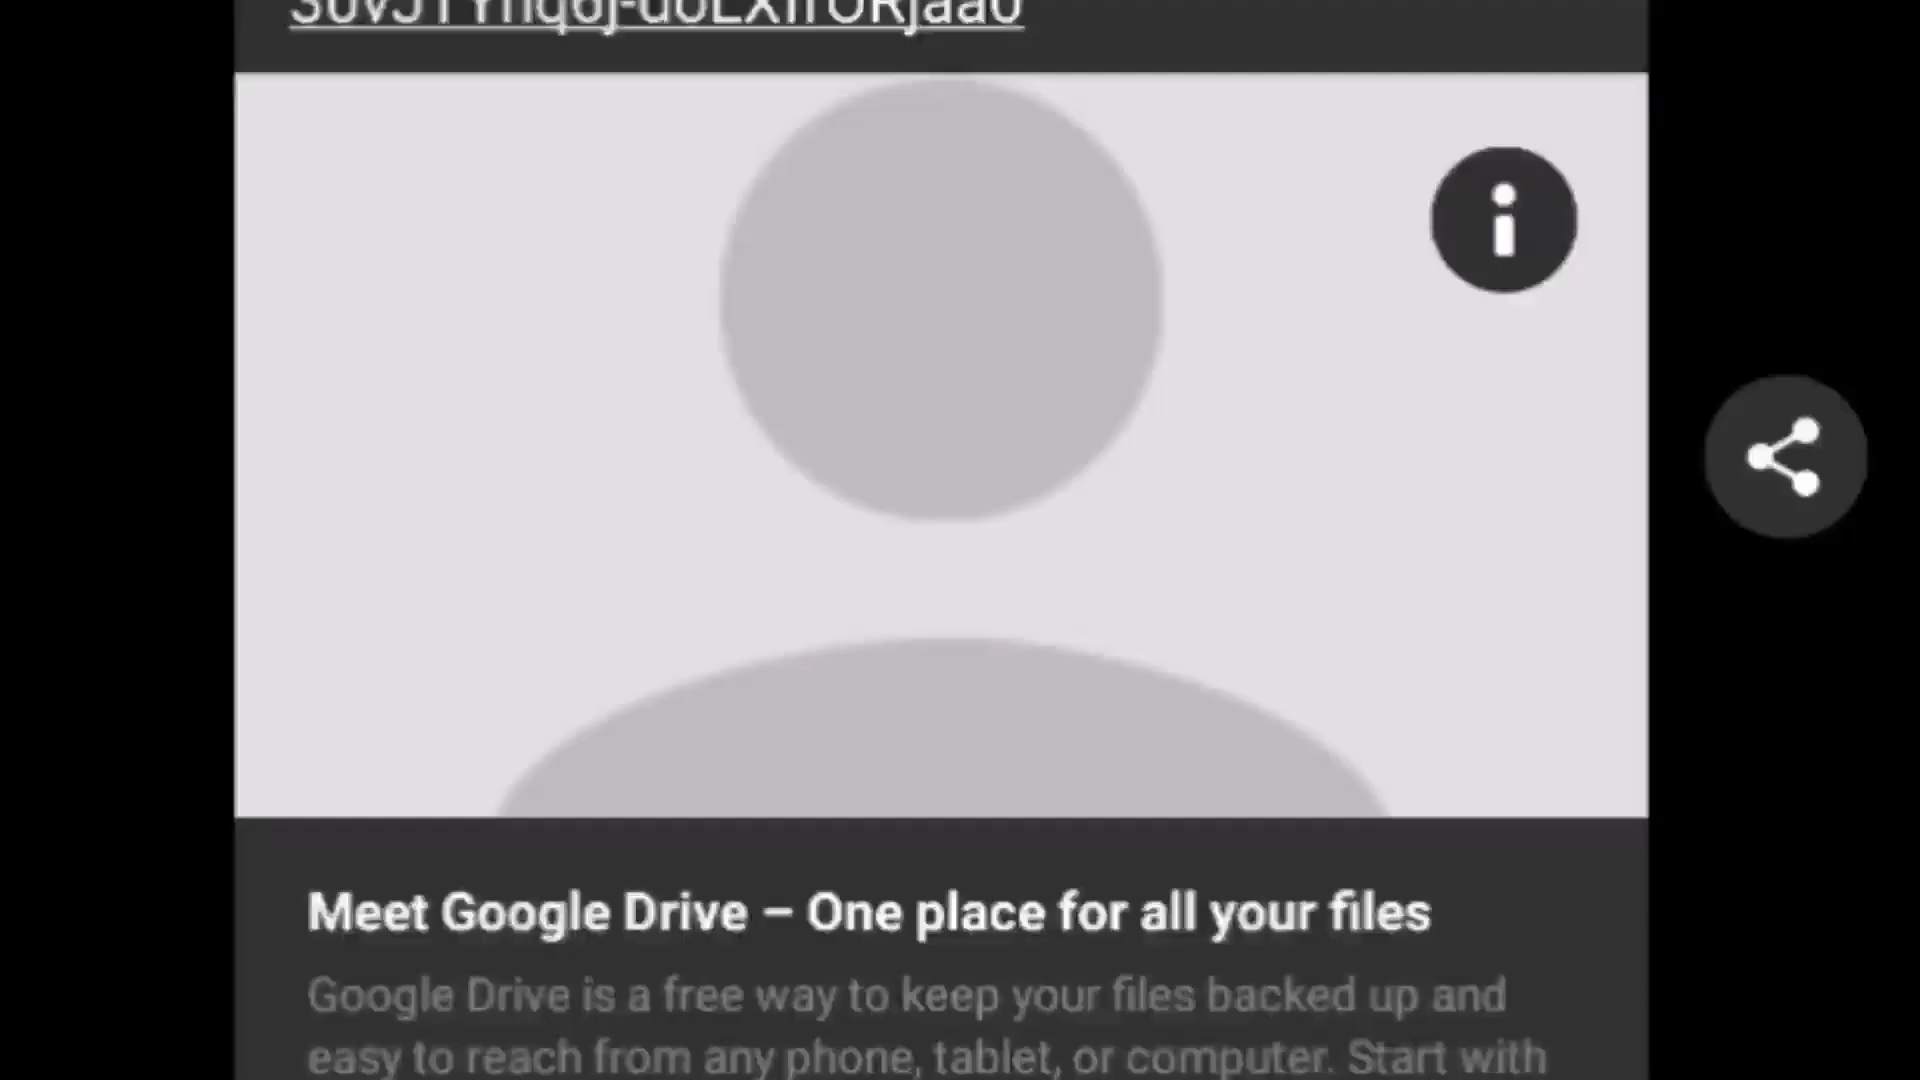 Meet Google Drive – One place for all your files
Google Drive is a free way to keep your files backed up and
easy to reach from any phone, tablet, or computer. Start with